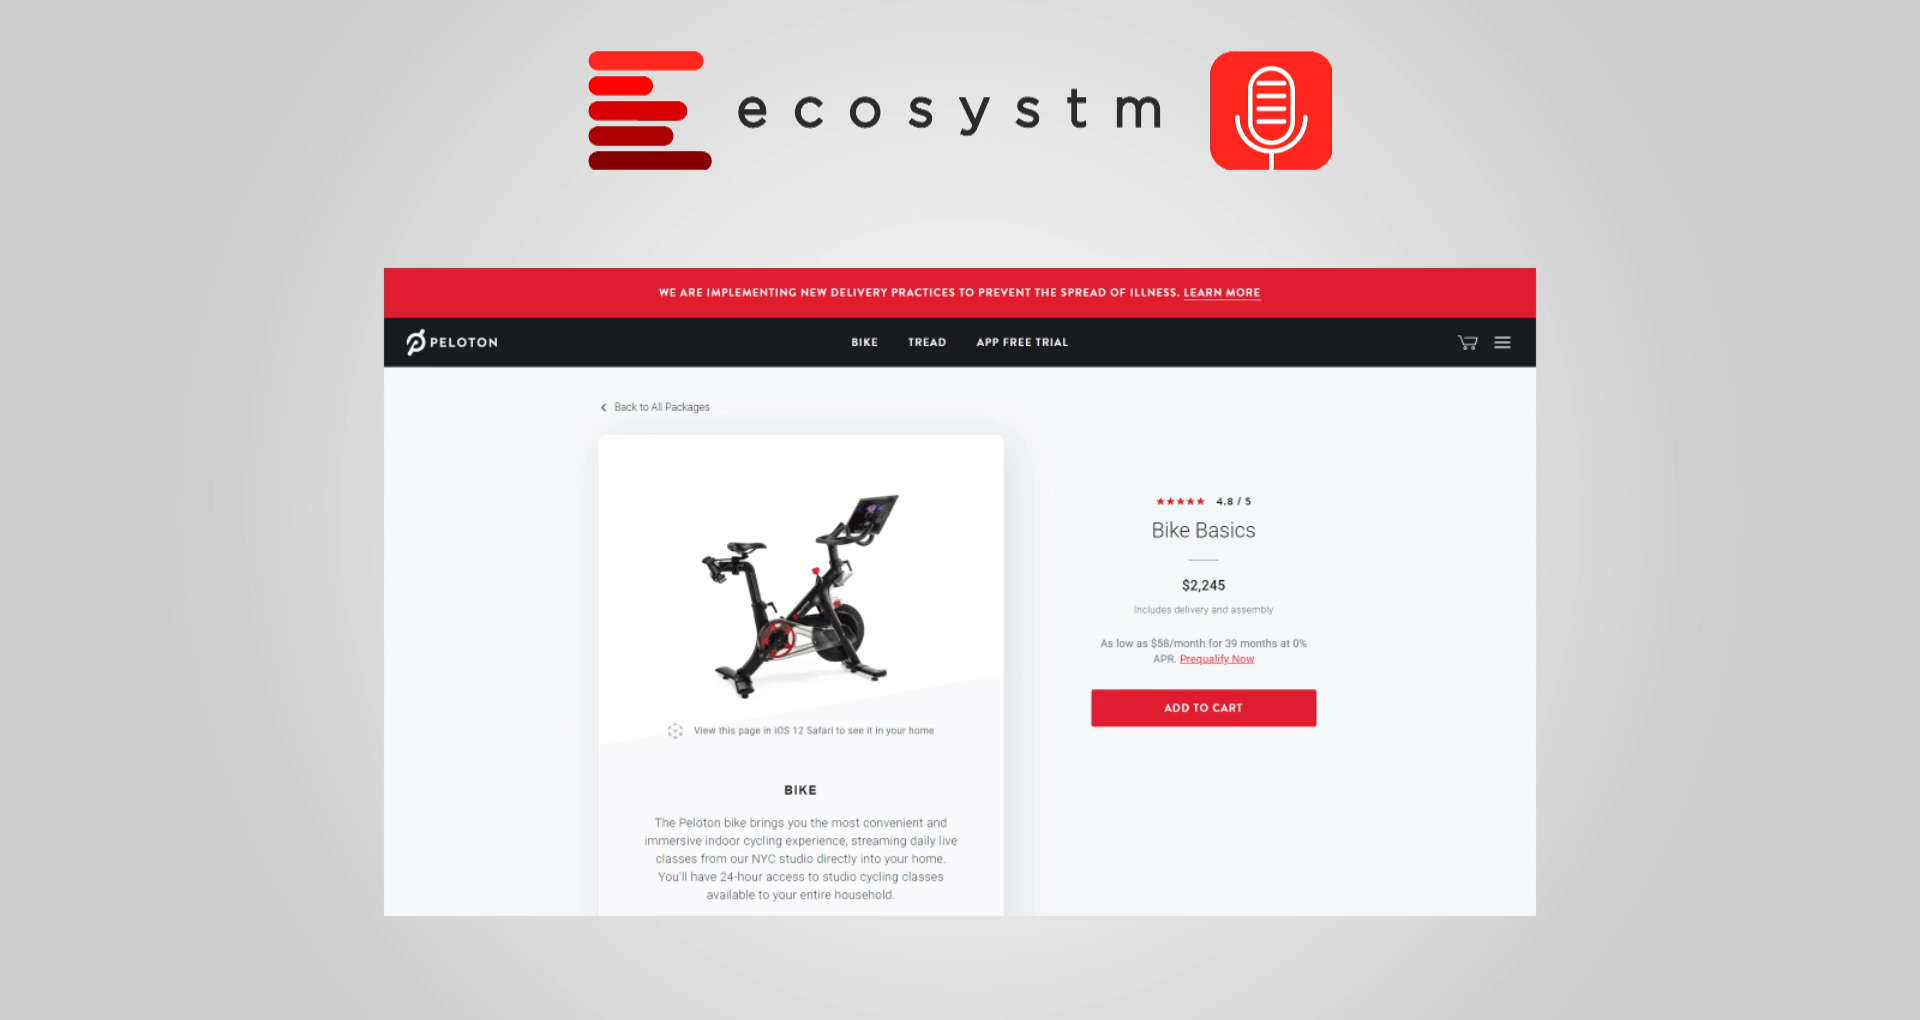 ecosystm
WE ARE IMPLEMENTING NEW DELIVERY PRACTICES TO PREVENT THE SPREAD OF ILLNESS. LEARN MORE
PELOTON
BIKE
TREAD
APP FREE TRIAL
Back to All Packages
4.8 / 5
Bike Basics
$2,245
Includes delivery and assembly
As low as $58/month for 39 months at 0%
APR. Prequalify Now
ADD TO CART
View this page in iOS 12 Safari to see it in your home
BIKE
The Peloton bike brings you the most convenient and
immersive indoor cycling experience, streaming daily live
classes from our NYC studio directly into your home.
You'll have 24-hour access to studio cycling classes
available to your entire household.